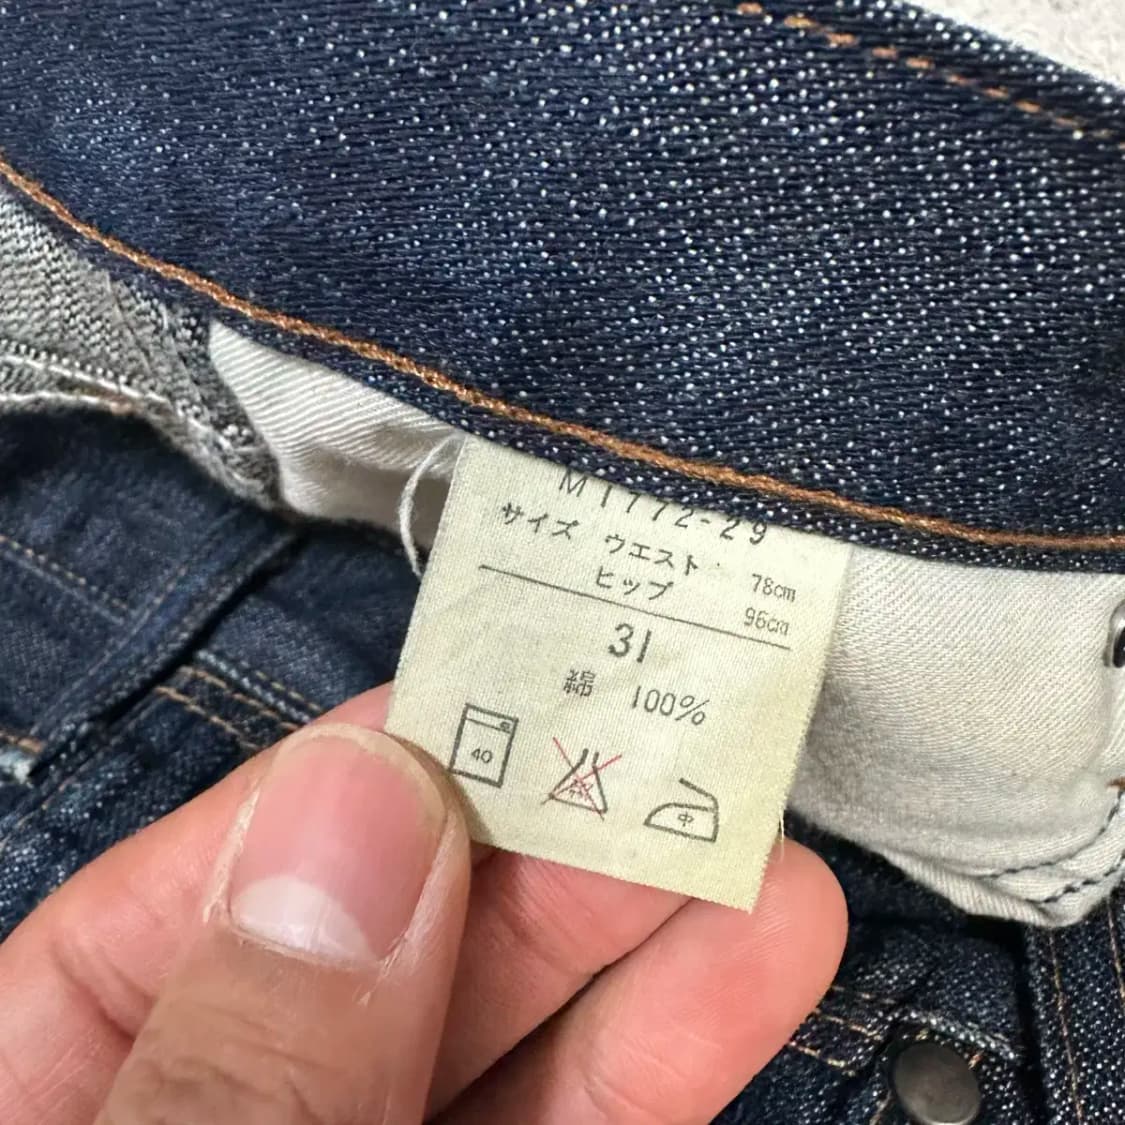 M1772-29
サイズ ウエスト 78cm
ヒップ 96cm
31
綿 100%
40
中